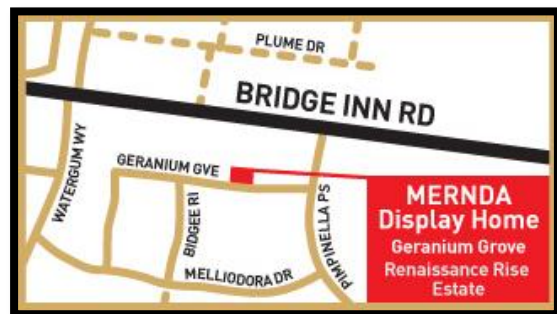 PLUME DR
BRIDGE INN RD
WATERGUM WY
GERANIUM GVE
BIDGEE RI
MELLIODORA DR
PIMPINELLA PS
MERNDA
Display Home
Geranium Grove
Renaissance Rise
Estate